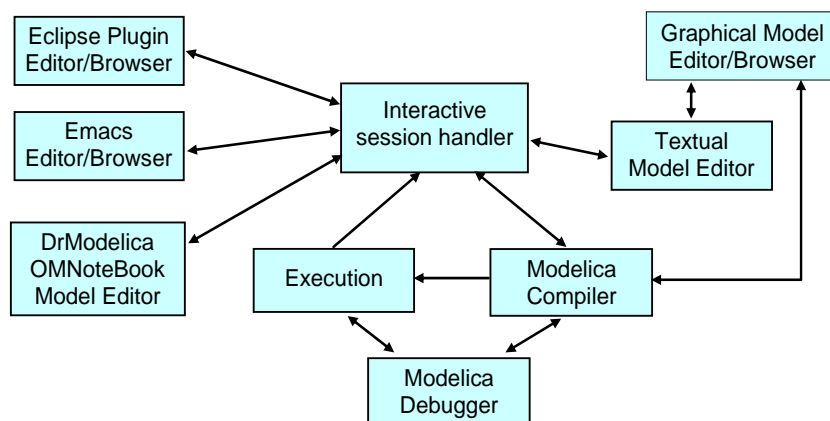 Eclipse Plugin
Editor/Browser
Graphical Model
Editor/Browser
Interactive
session handler
Emacs
Editor/Browser
Textual
Model Editor
DrModelica
OMNoteBook
Model Editor
Execution
Modelica
Compiler
Modelica
Debugger